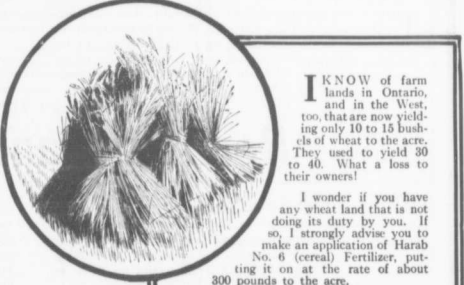 I KNOW of farm
lands in Ontario,
and in the West,
too, that are now yield-
ing only 10 to 15 bush-
els of wheat to the acre.
They used to yield 30
to 40. What a loss to
their owners!
I wonder if you have
any wheat land that is not
doing its duty by you. If
so, I strongly advise you to
make an application of Harab
No. 6 (cereal) Fertilizer, put-
ting it on at the rate of about
300 pounds to the acre.